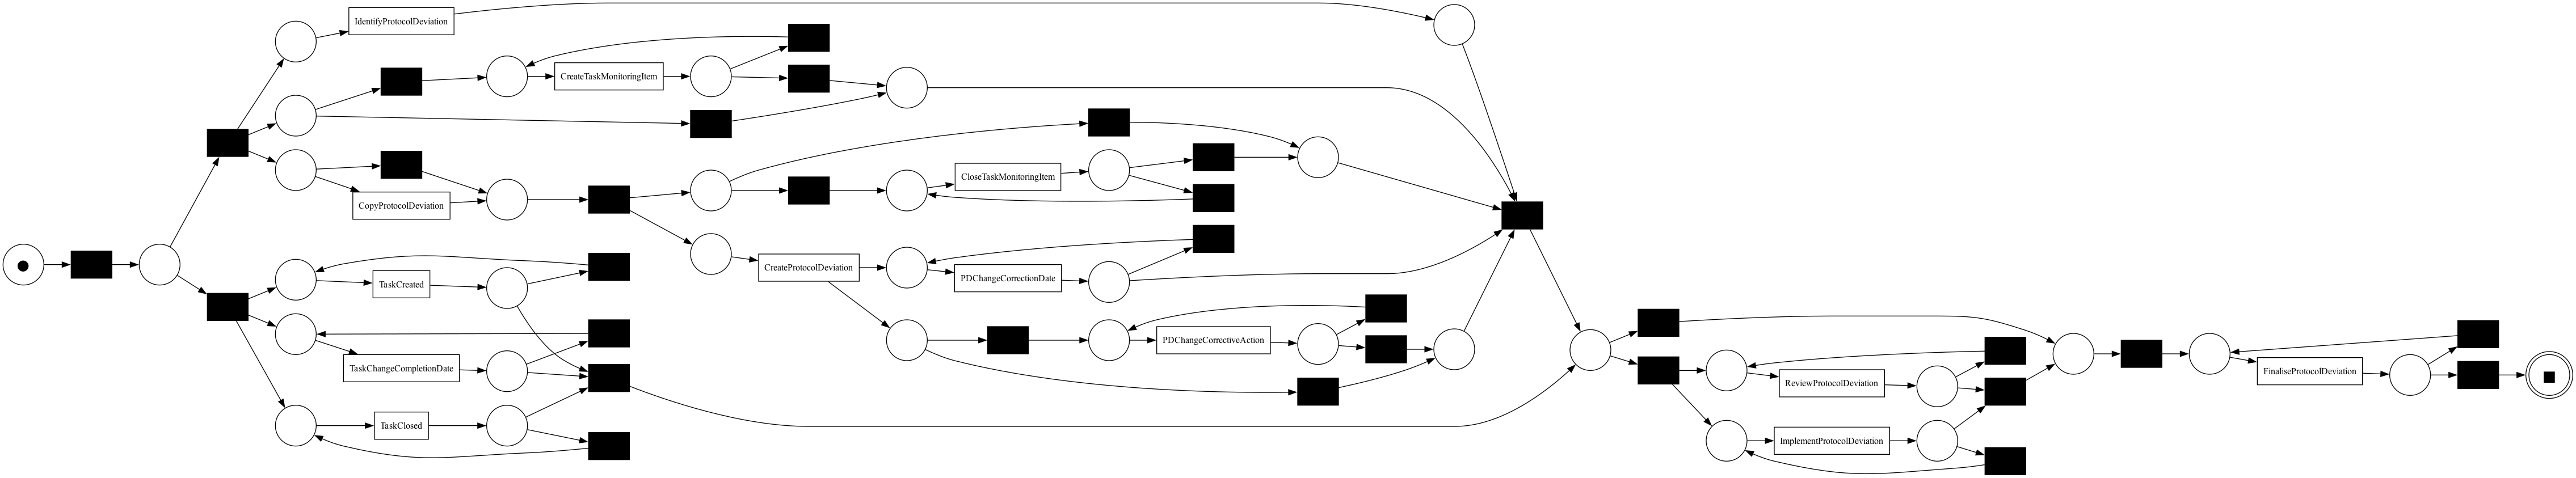 IdentifyProtocolDeviation
CreateTaskMonitoringItem
CloseTaskMonitoringItem
CopyProtocolDeviation
CreateProtocolDeviation
PDChangeCorrectionDate
TaskCreated
PDChangeCorrectiveAction
TaskChangeCompletionDate
FinaliseProtocolDeviation
ReviewProtocolDeviation
TaskClosed
ImplementProtocolDeviation